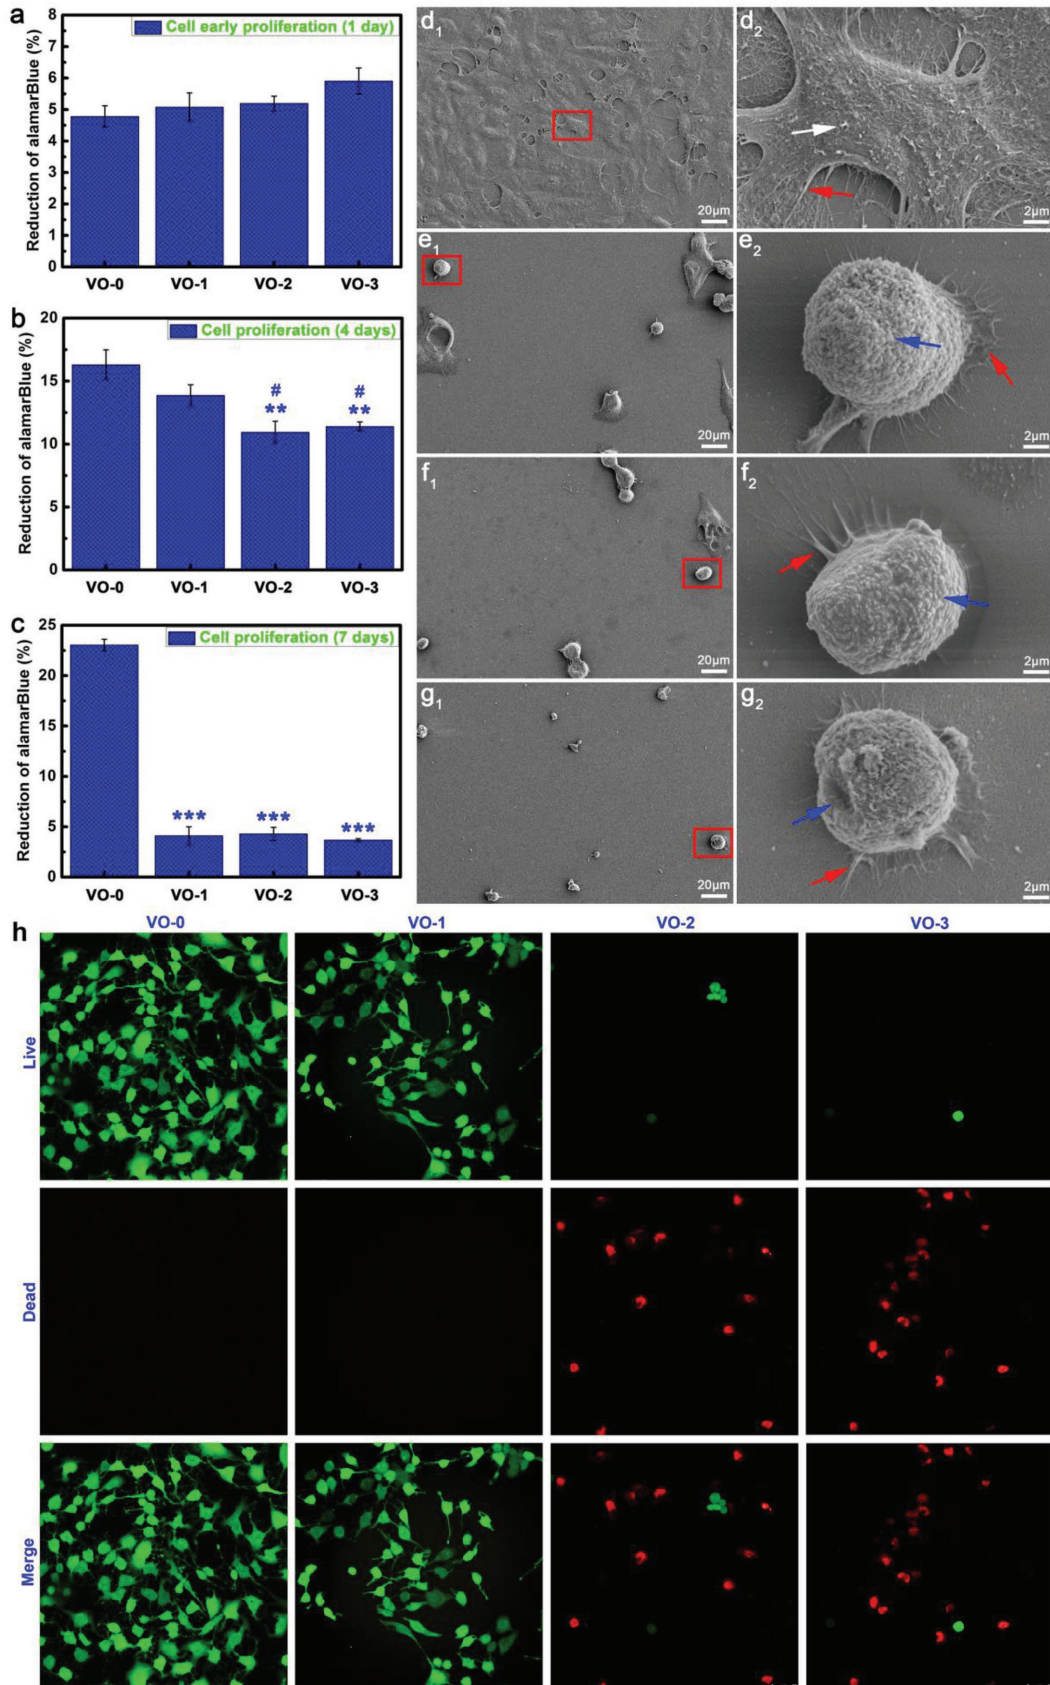 a
Cell early proliferation (1 day)
Reduction of alamarBlue (%)
8
7
6
5
4
3
2
1
0
VO-0 VO-1 VO-2 VO-3
b
Cell proliferation (4 days)
Reduction of alamarBlue (%)
20
15
10
5
0
# #
** **
VO-0 VO-1 VO-2 VO-3
c
Cell proliferation (7 days)
Reduction of alamarBlue (%)
25
20
15
10
5
0
*** *** ***
VO-0 VO-1 VO-2 VO-3
d1
20μm
d2
2μm
e1
20μm
e2
2μm
f1
20μm
f2
2μm
g1
20μm
g2
2μm
h
VO-0 VO-1 VO-2 VO-3
Live
Dead
Merge